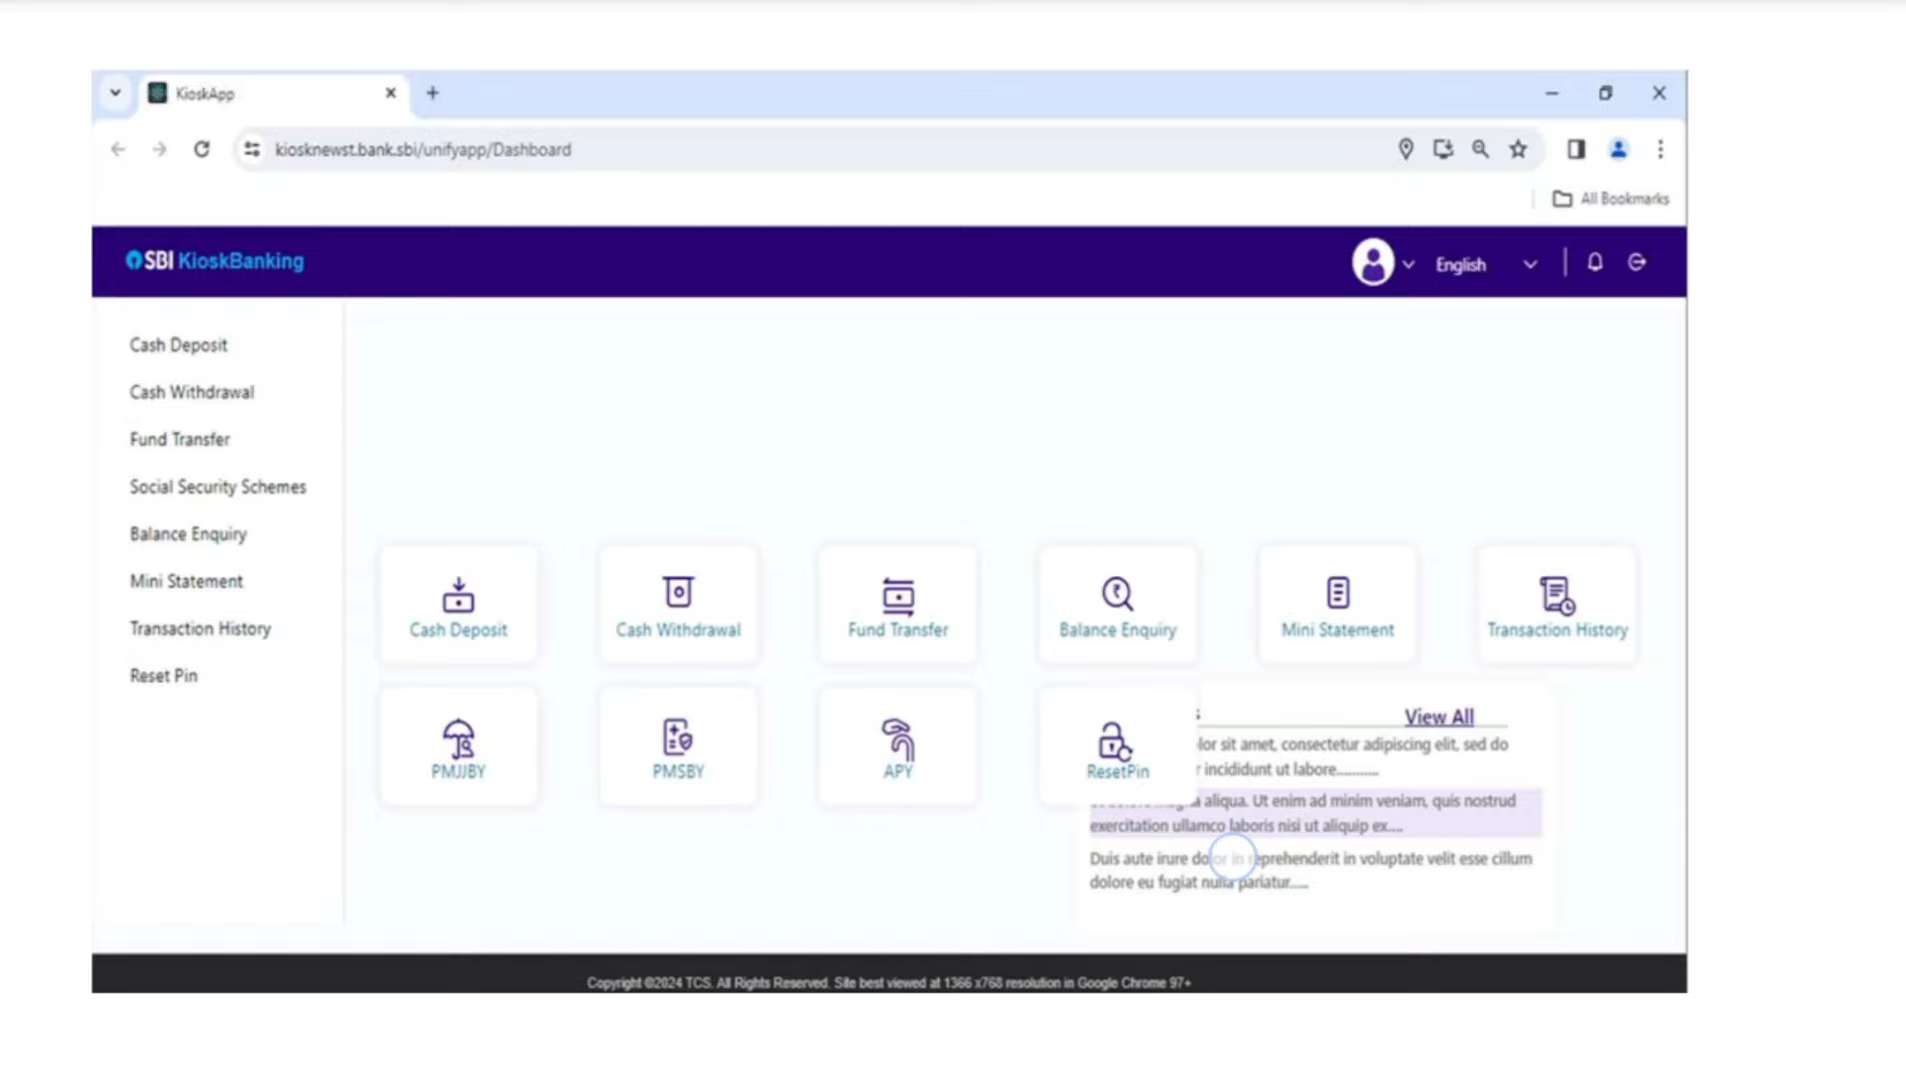 KioskApp
kiosknewst.bank.sbi/unifyapp/Dashboard
All Bookmarks
SBI KioskBanking
English
Cash Deposit
Cash Withdrawal
Fund Transfer
Social Security Schemes
Balance Enquiry
Mini Statement
Transaction History
Reset Pin
Cash Deposit
Cash Withdrawal
Fund Transfer
Balance Enquiry
Mini Statement
Transaction History
PMJJBY
PMSBY
APY
ResetPin
View All
sit amet, consectetur adipiscing elit, sed do
incididunt ut labore...........
aliqua. Ut enim ad minim veniam, quis nostrud
exercitation ullamco laboris nisi ut aliquip ex....
Duis aute irure dolor in reprehenderit in voluptate velit esse cillum
dolore eu fugiat nulla pariatur.....
Copyright ©2024 TCS. All Rights Reserved. Site best viewed at 1366 x768 resolution in Google Chrome 97+